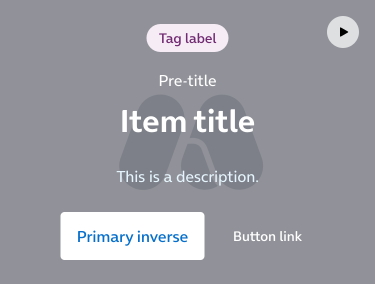 Tag label
Pre-title
Item title
This is a description.
Primary inverse
Button link